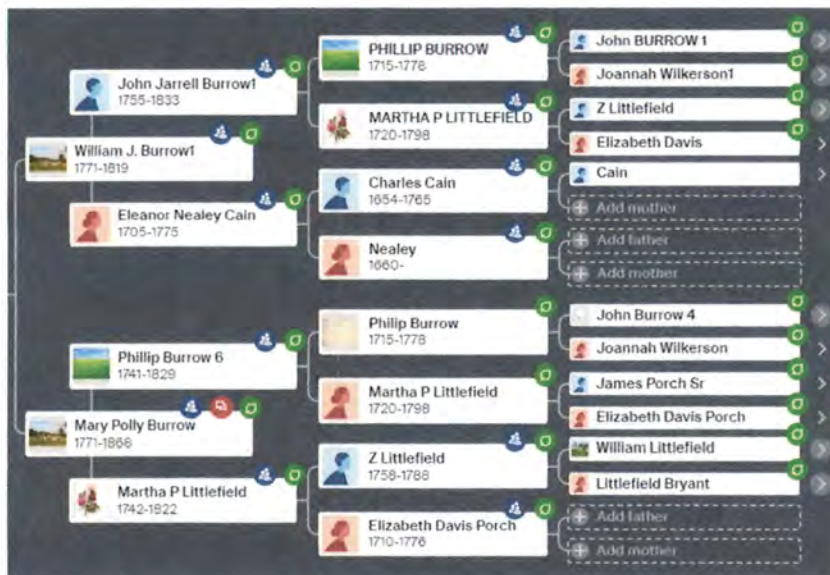 PHILLIP BURROW
1715-1778
John BURROW 1
Joannah Wilkerson1
John Jarrell Burrow1
1755-1833
MARTHA P LITTLEFIELD
1720-1798
Z Littlefield
Elizabeth Davis
William J. Burrow1
1771-1819
Eleanor Nealey Cain
1705-1775
Charles Cain
1654-1765
Cain
Add mother
Nealey
1660-
Add father
Add mother
Phillip Burrow 6
1741-1829
Philip Burrow
1715-1778
John Burrow 4
Joannah Wilkerson
Martha P Littlefield
1720-1798
James Porch Sr
Elizabeth Davis Porch
Mary Polly Burrow
1771-1866
Martha P Littlefield
1742-1822
Z Littlefield
1758-1788
William Littlefield
Littlefield Bryant
Elizabeth Davis Porch
1710-1776
Add father
Add mother